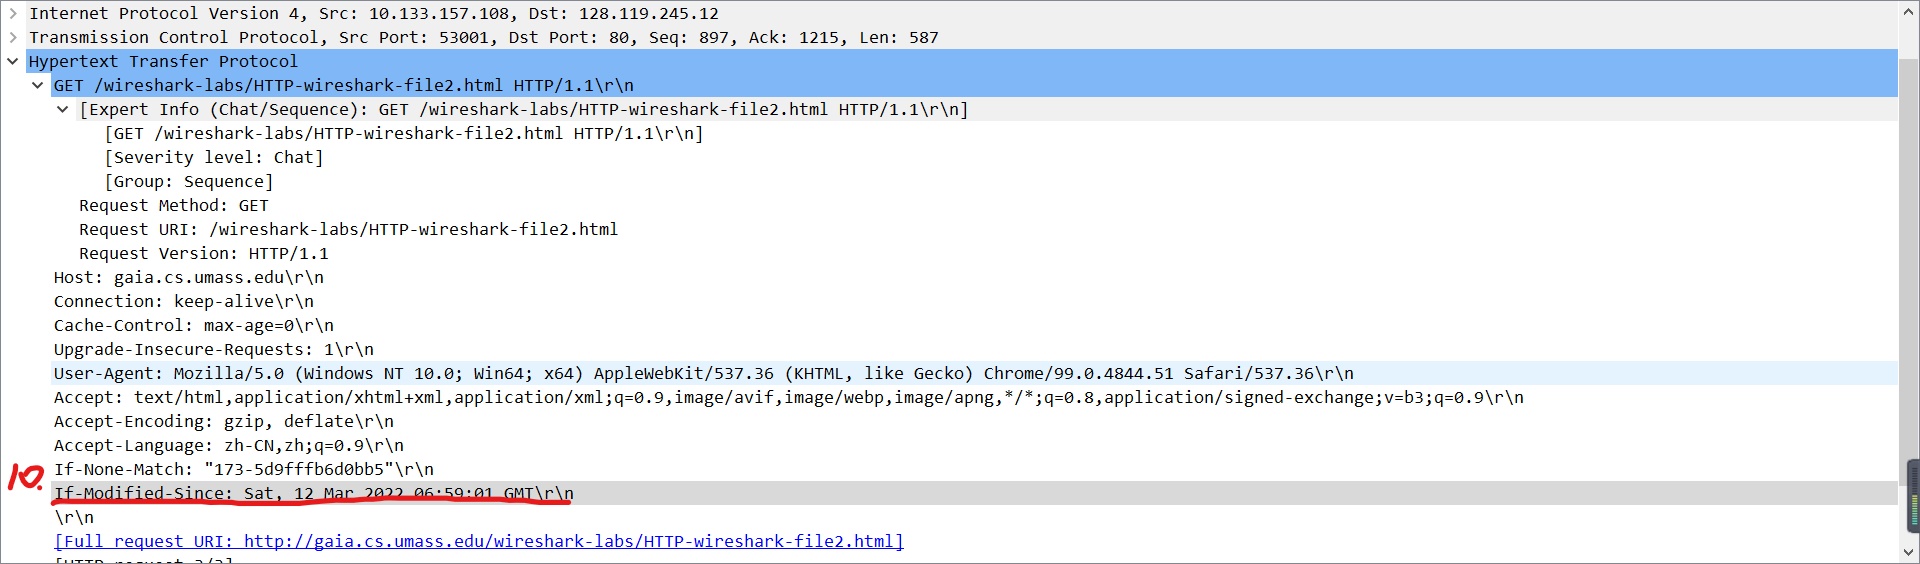 Internet Protocol Version 4, Src: 10.133.157.108, Dst: 128.119.245.12
Transmission Control Protocol, Src Port: 53001, Dst Port: 80, Seq: 897, Ack: 1215, Len: 587
Hypertext Transfer Protocol
GET /wireshark-labs/HTTP-wireshark-file2.html HTTP/1.1\r\n
[Expert Info (Chat/Sequence): GET /wireshark-labs/HTTP-wireshark-file2.html HTTP/1.1\r\n]
[GET /wireshark-labs/HTTP-wireshark-file2.html HTTP/1.1\r\n]
[Severity level: Chat]
[Group: Sequence]
Request Method: GET
Request URI: /wireshark-labs/HTTP-wireshark-file2.html
Request Version: HTTP/1.1
Host: gaia.cs.umass.edu\r\n
Connection: keep-alive\r\n
Cache-Control: max-age=0\r\n
Upgrade-Insecure-Requests: 1\r\n
User-Agent: Mozilla/5.0 (Windows NT 10.0; Win64; x64) AppleWebKit/537.36 (KHTML, like Gecko) Chrome/99.0.4844.51 Safari/537.36\r\n
Accept: text/html,application/xhtml+xml,application/xml;q=0.9,image/avif,image/webp,image/apng,*/*;q=0.8,application/signed-exchange;v=b3;q=0.9\r\n
Accept-Encoding: gzip, deflate\r\n
Accept-Language: zh-CN,zh;q=0.9\r\n
If-None-Match: "173-5d9fffb6d0bb5"\r\n
10.
If-Modified-Since: Sat, 12 Mar 2022 06:59:01 GMT\r\n
\r\n
[Full request URI: http://gaia.cs.umass.edu/wireshark-labs/HTTP-wireshark-file2.html]
[HTTP request